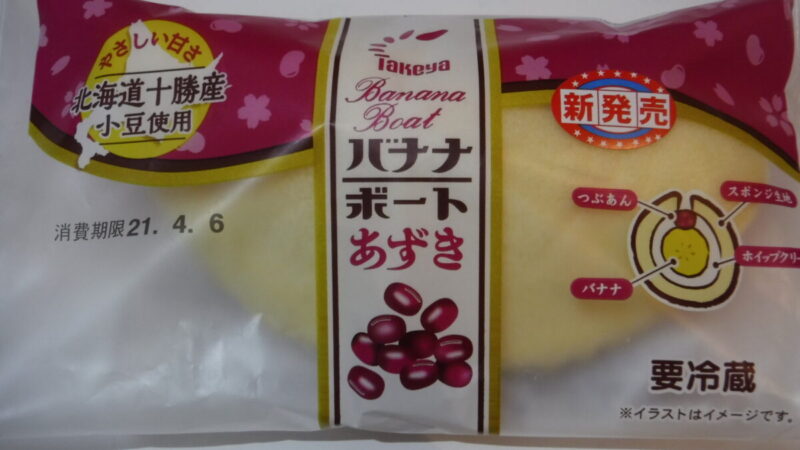 やさしい甘さ
北海道十勝産
小豆使用
消費期限21. 4. 6
Takeya
Banana
Boat
バナナ
ボート
あずき
新発売
つぶあん
スポンジ生地
ホイップクリー
バナナ
要冷蔵
※イラストはイメージです。